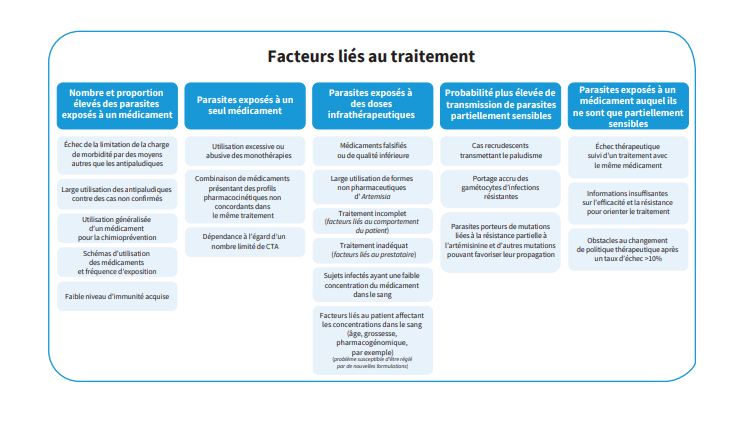 Facteurs liés au traitement
Nombre et proportion
élevés des parasites
exposés à un médicament
Échec de la limitation de la charge
de morbidité par des moyens
autres que les antipaludiques
Large utilisation des antipaludiques
contre des cas non confirmés
Utilisation généralisée
d'un médicament
pour la chimioprévention
Schémas d'utilisation
des médicaments
et fréquence d'exposition
Faible niveau d'immunité acquise
Parasites exposés à un
seul médicament
Utilisation excessive ou
abusive des monothérapies
Combinaison de médicaments
présentant des profils
pharmacocinétiques non
concordants dans
le même traitement
Dépendance à l'égard d'un
nombre limité de CTA
Parasites exposés à
des doses
infrathérapeutiques
Médicaments falsifiés
ou de qualité inférieure
Large utilisation de formes
non pharmaceutiques
d' Artemisia
Traitement incomplet
(facteurs liés au comportement
du patient)
Traitement inadéquat
(facteurs liés au prestataire)
Sujets infectés ayant une faible
concentration du médicament
dans le sang
Facteurs liés au patient affectant
les concentrations dans le sang
(âge, grossesse,
pharmacogénomique,
par exemple)
(problème susceptible d'être réglé
par de nouvelles formulations)
Probabilité plus élevée de
transmission de parasites
partiellement sensibles
Cas recrudescents
transmettant le paludisme
Portage accru des
gamétocytes d'infections
résistantes
Parasites porteurs de mutations
liées à la résistance partielle à
l'artémisinine et d'autres mutations
pouvant favoriser leur propagation
Parasites exposés à un
médicament auquel ils
ne sont que partiellement
sensibles
Échec thérapeutique
suivi d'un traitement avec
le même médicament
Informations insuffisantes
sur l'efficacité et la résistance
pour orienter le traitement
Obstacles au changement
de politique thérapeutique après
un taux d'échec >10%